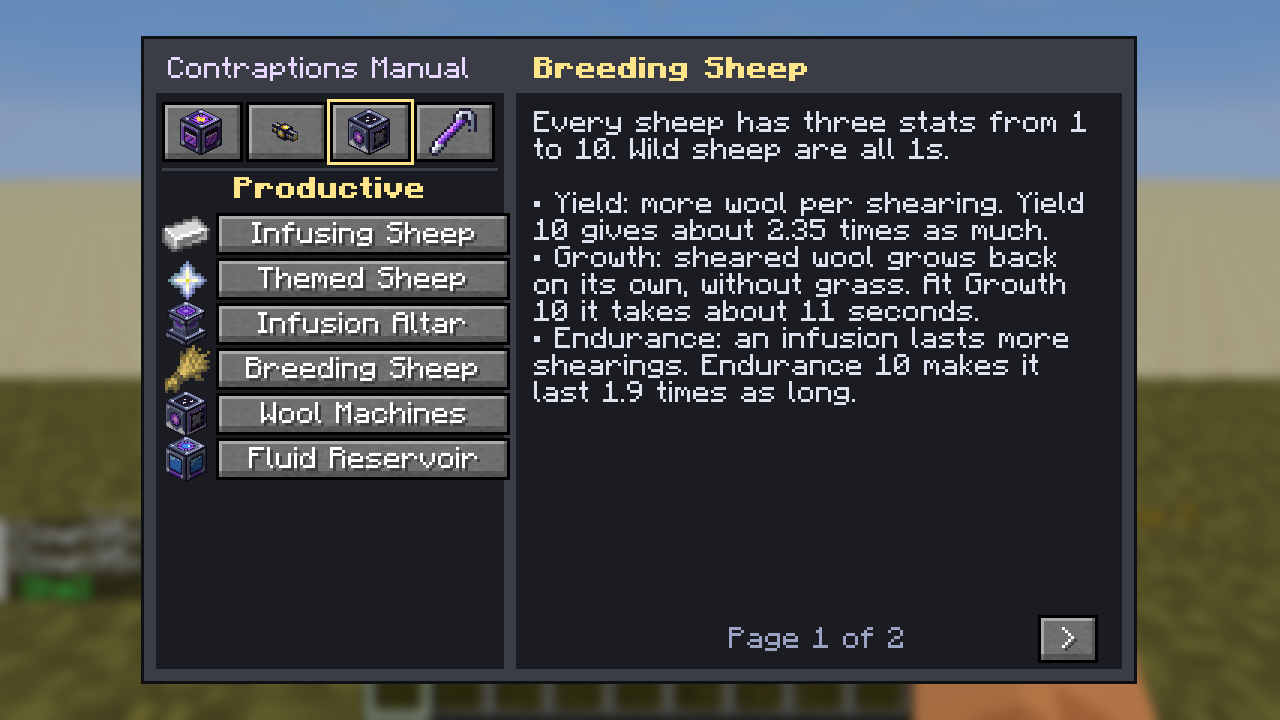 Contraptions Manual
Productive
Infusing Sheep
Themed Sheep
Infusion Altar
Breeding Sheep
Wool Machines
Fluid Reservoir
Breeding Sheep
Every sheep has three stats from 1
to 10. Wild sheep are all 1s.
▪ Yield: more wool per shearing. Yield
10 gives about 2.35 times as much.
▪ Growth: sheared wool grows back
on its own, without grass. At Growth
10 it takes about 11 seconds.
▪ Endurance: an infusion lasts more
shearings. Endurance 10 makes it
last 1.9 times as long.
Page 1 of 2
>